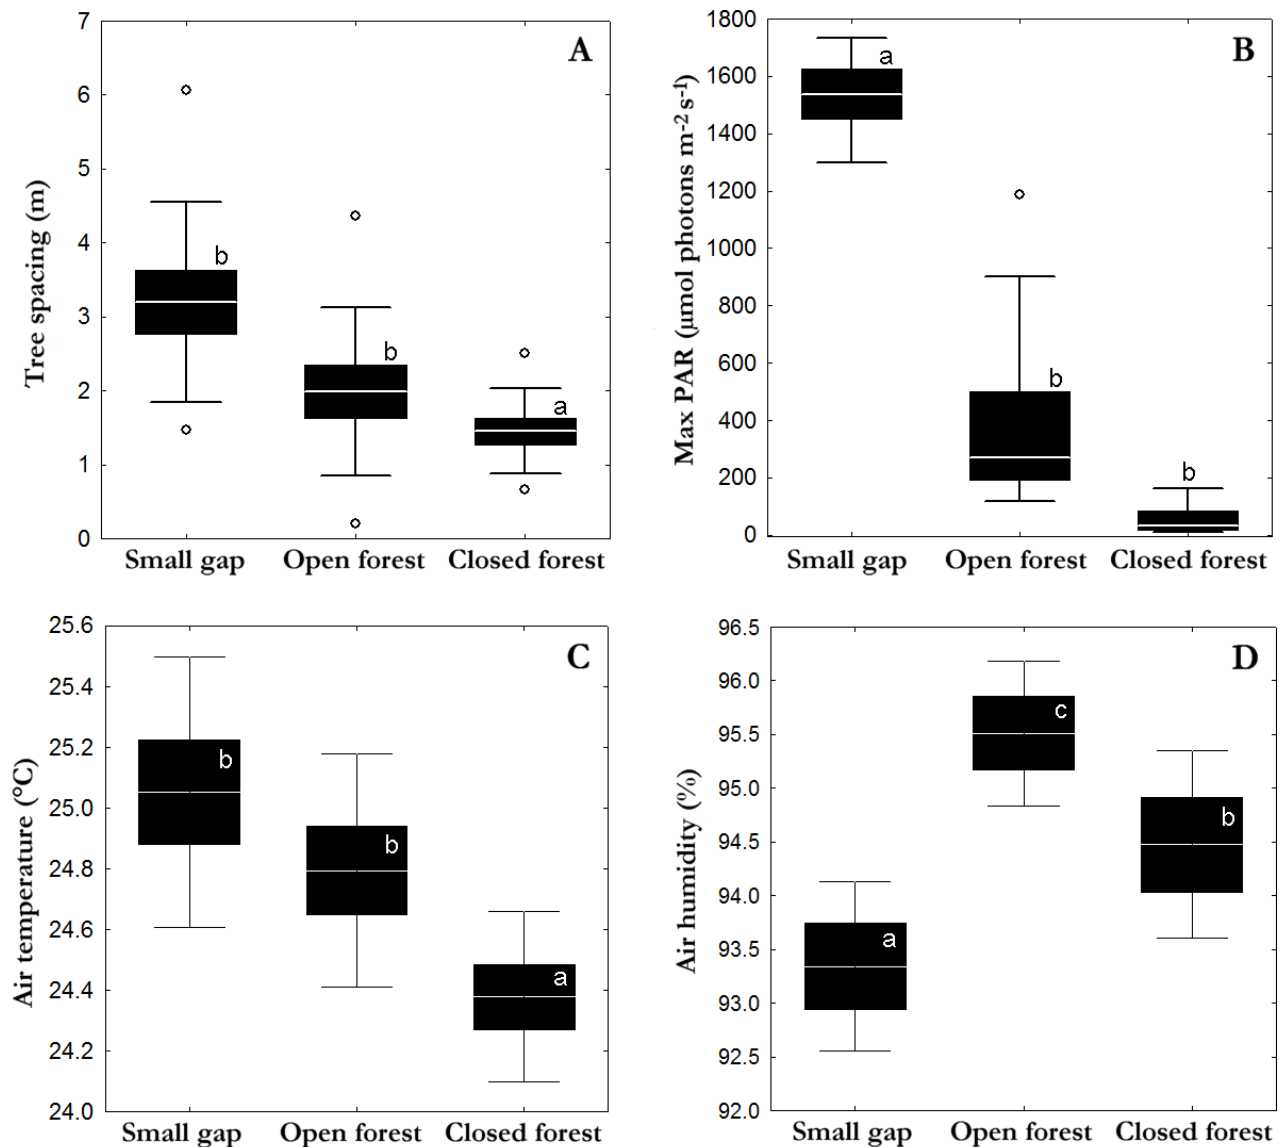 A
Tree spacing (m)
7
6
5
4
3
2
1
0
b
b
a
Small gap Open forest Closed forest
B
Max PAR (µmol photons m-2 s-1)
1800
1600
1400
1200
1000
800
600
400
200
0
a
b
b
Small gap Open forest Closed forest
C
Air temperature (°C)
25.6
25.4
25.2
25.0
24.8
24.6
24.4
24.2
24.0
b
b
a
Small gap Open forest Closed forest
D
Air humidity (%)
96.5
96.0
95.5
95.0
94.5
94.0
93.5
93.0
92.5
92.0
a
c
b
Small gap Open forest Closed forest